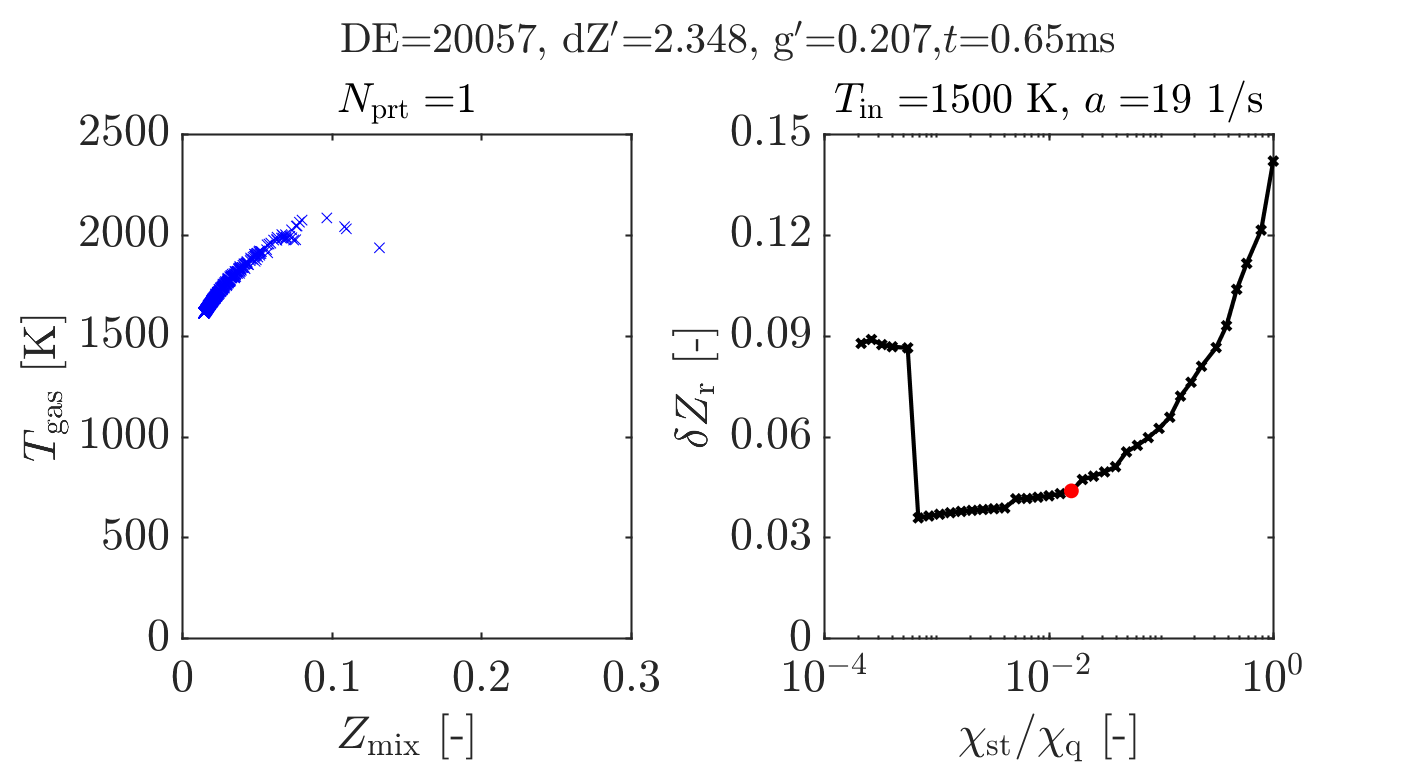 DE=20057, dZ′=2.348, g′=0.207,t=0.65ms
N_prt =1
2500
2000
1500
1000
500
0
T_gas [K]
0 0.1 0.2 0.3
Z_mix [-]
T_in =1500 K, a =19 1/s
0.15
0.12
0.09
0.06
0.03
0
δZ_r [-]
10^−4 10^−2 10^0
χ_st/χ_q [-]